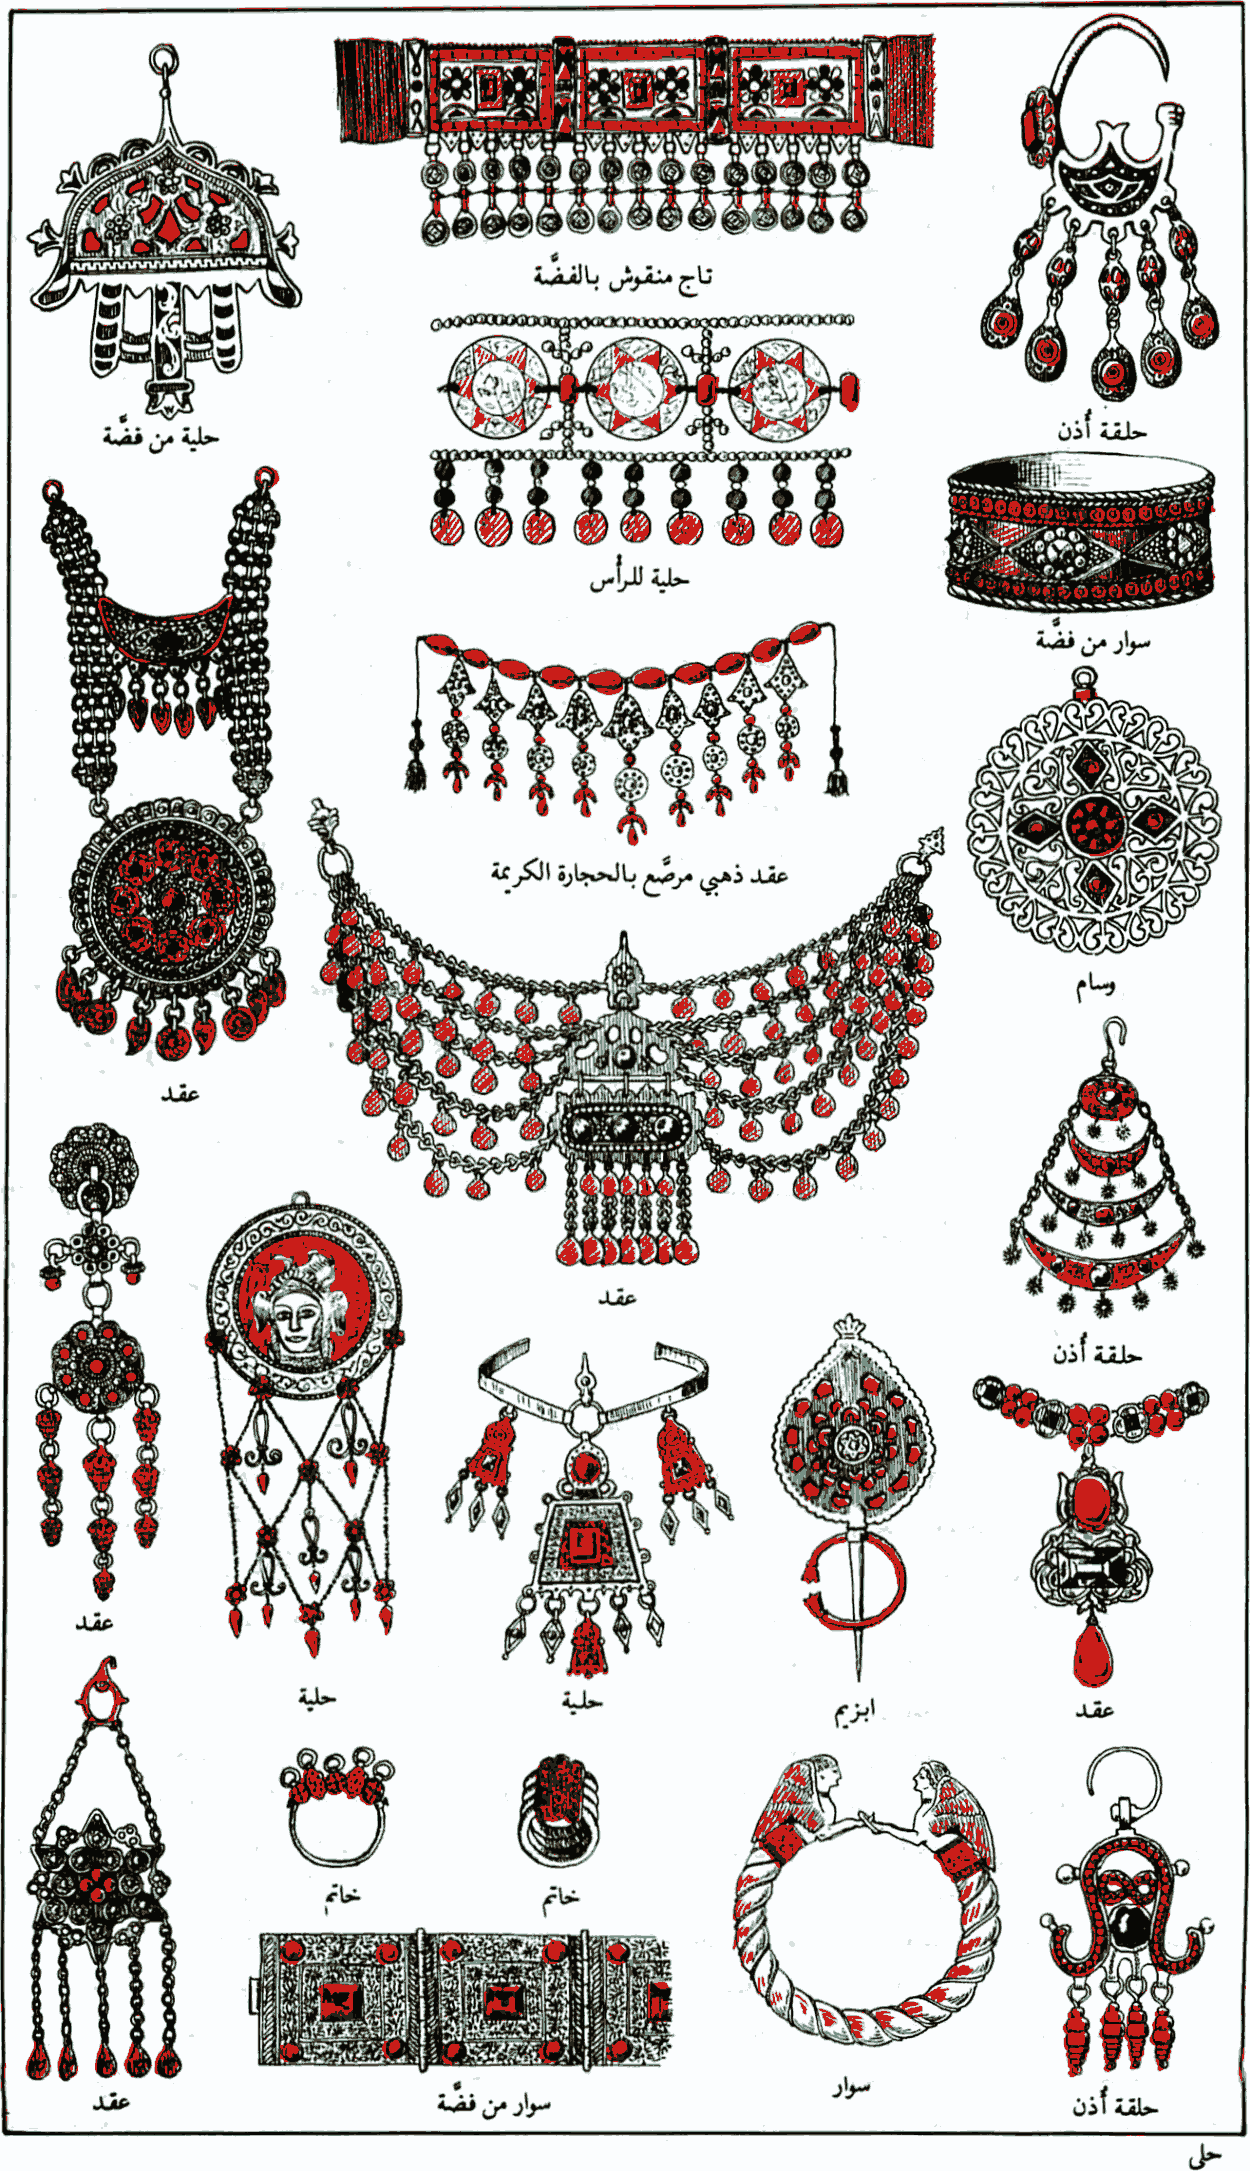 تاج منقوش بالفضَّة
حلقة أُذن
حلية من فضَّة
حلية للرأس
سوار من فضَّة
عقد ذهبي مرصَّع بالحجارة الكريمة
وسام
عقد
عقد
حلقة أُذن
عقد
حلية
حلية
ابزيم
عقد
خاتم
خاتم
سوار
حلقة أُذن
سوار من فضَّة
عقد
حلى